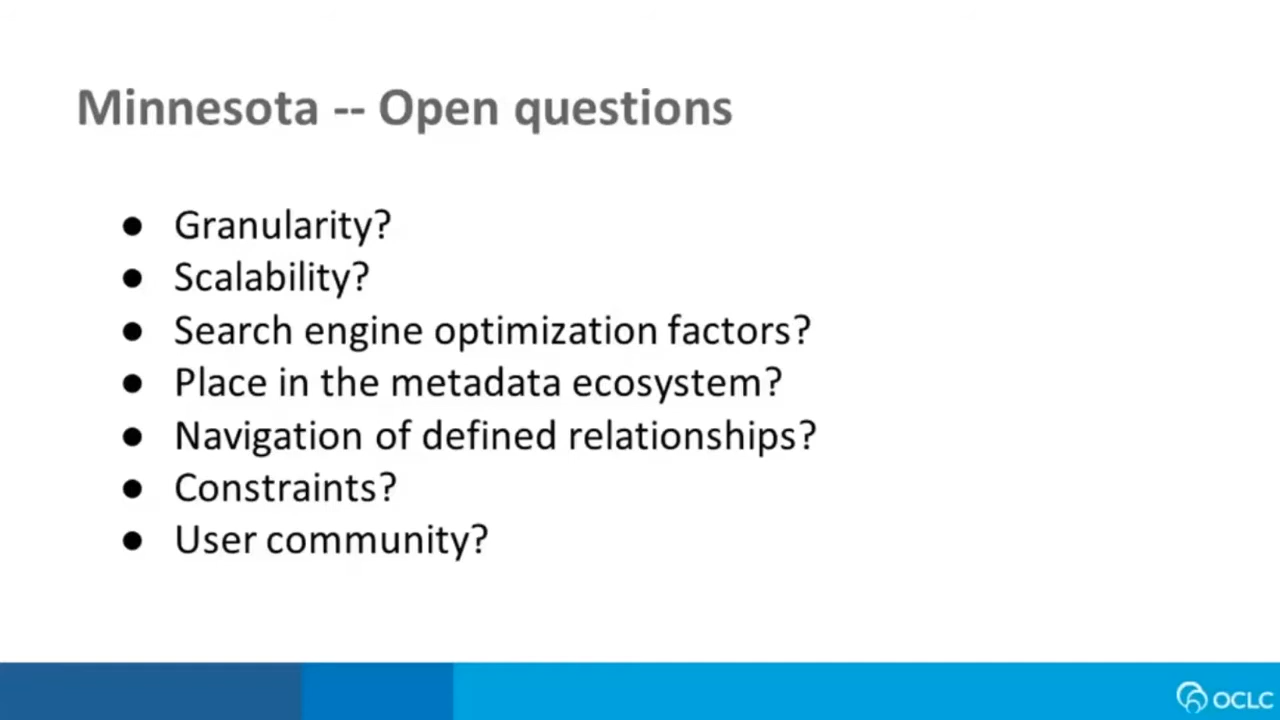 Minnesota -- Open questions
● Granularity?
● Scalability?
● Search engine optimization factors?
● Place in the metadata ecosystem?
● Navigation of defined relationships?
● Constraints?
● User community?
OCLC